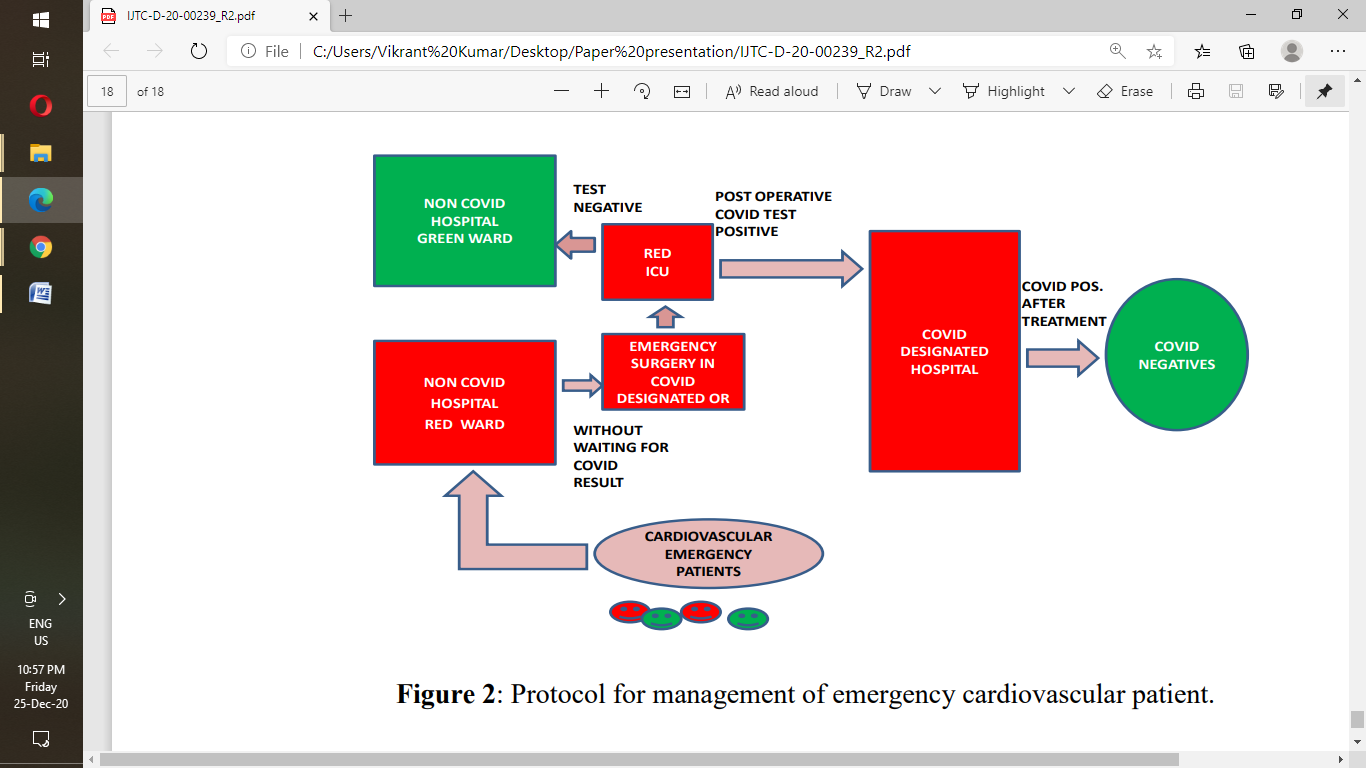 IJTC-D-20-00239_R2.pdf
File
C:/Users/Vikrant%20Kumar/Desktop/Paper%20presentation/IJTC-D-20-00239_R2.pdf
18
of 18
Read aloud
Draw
Highlight
Erase
NON COVID
HOSPITAL
GREEN WARD
TEST
NEGATIVE
POST OPERATIVE
COVID TEST
POSITIVE
RED
ICU
COVID POS.
AFTER
TREATMENT
COVID
DESIGNATED
HOSPITAL
COVID
NEGATIVES
EMERGENCY
SURGERY IN
COVID
DESIGNATED OR
NON COVID
HOSPITAL
RED WARD
WITHOUT
WAITING FOR
COVID
RESULT
CARDIOVASCULAR
EMERGENCY
PATIENTS
Figure 2: Protocol for management of emergency cardiovascular patient.
ENG
US
10:57 PM
Friday
25-Dec-20